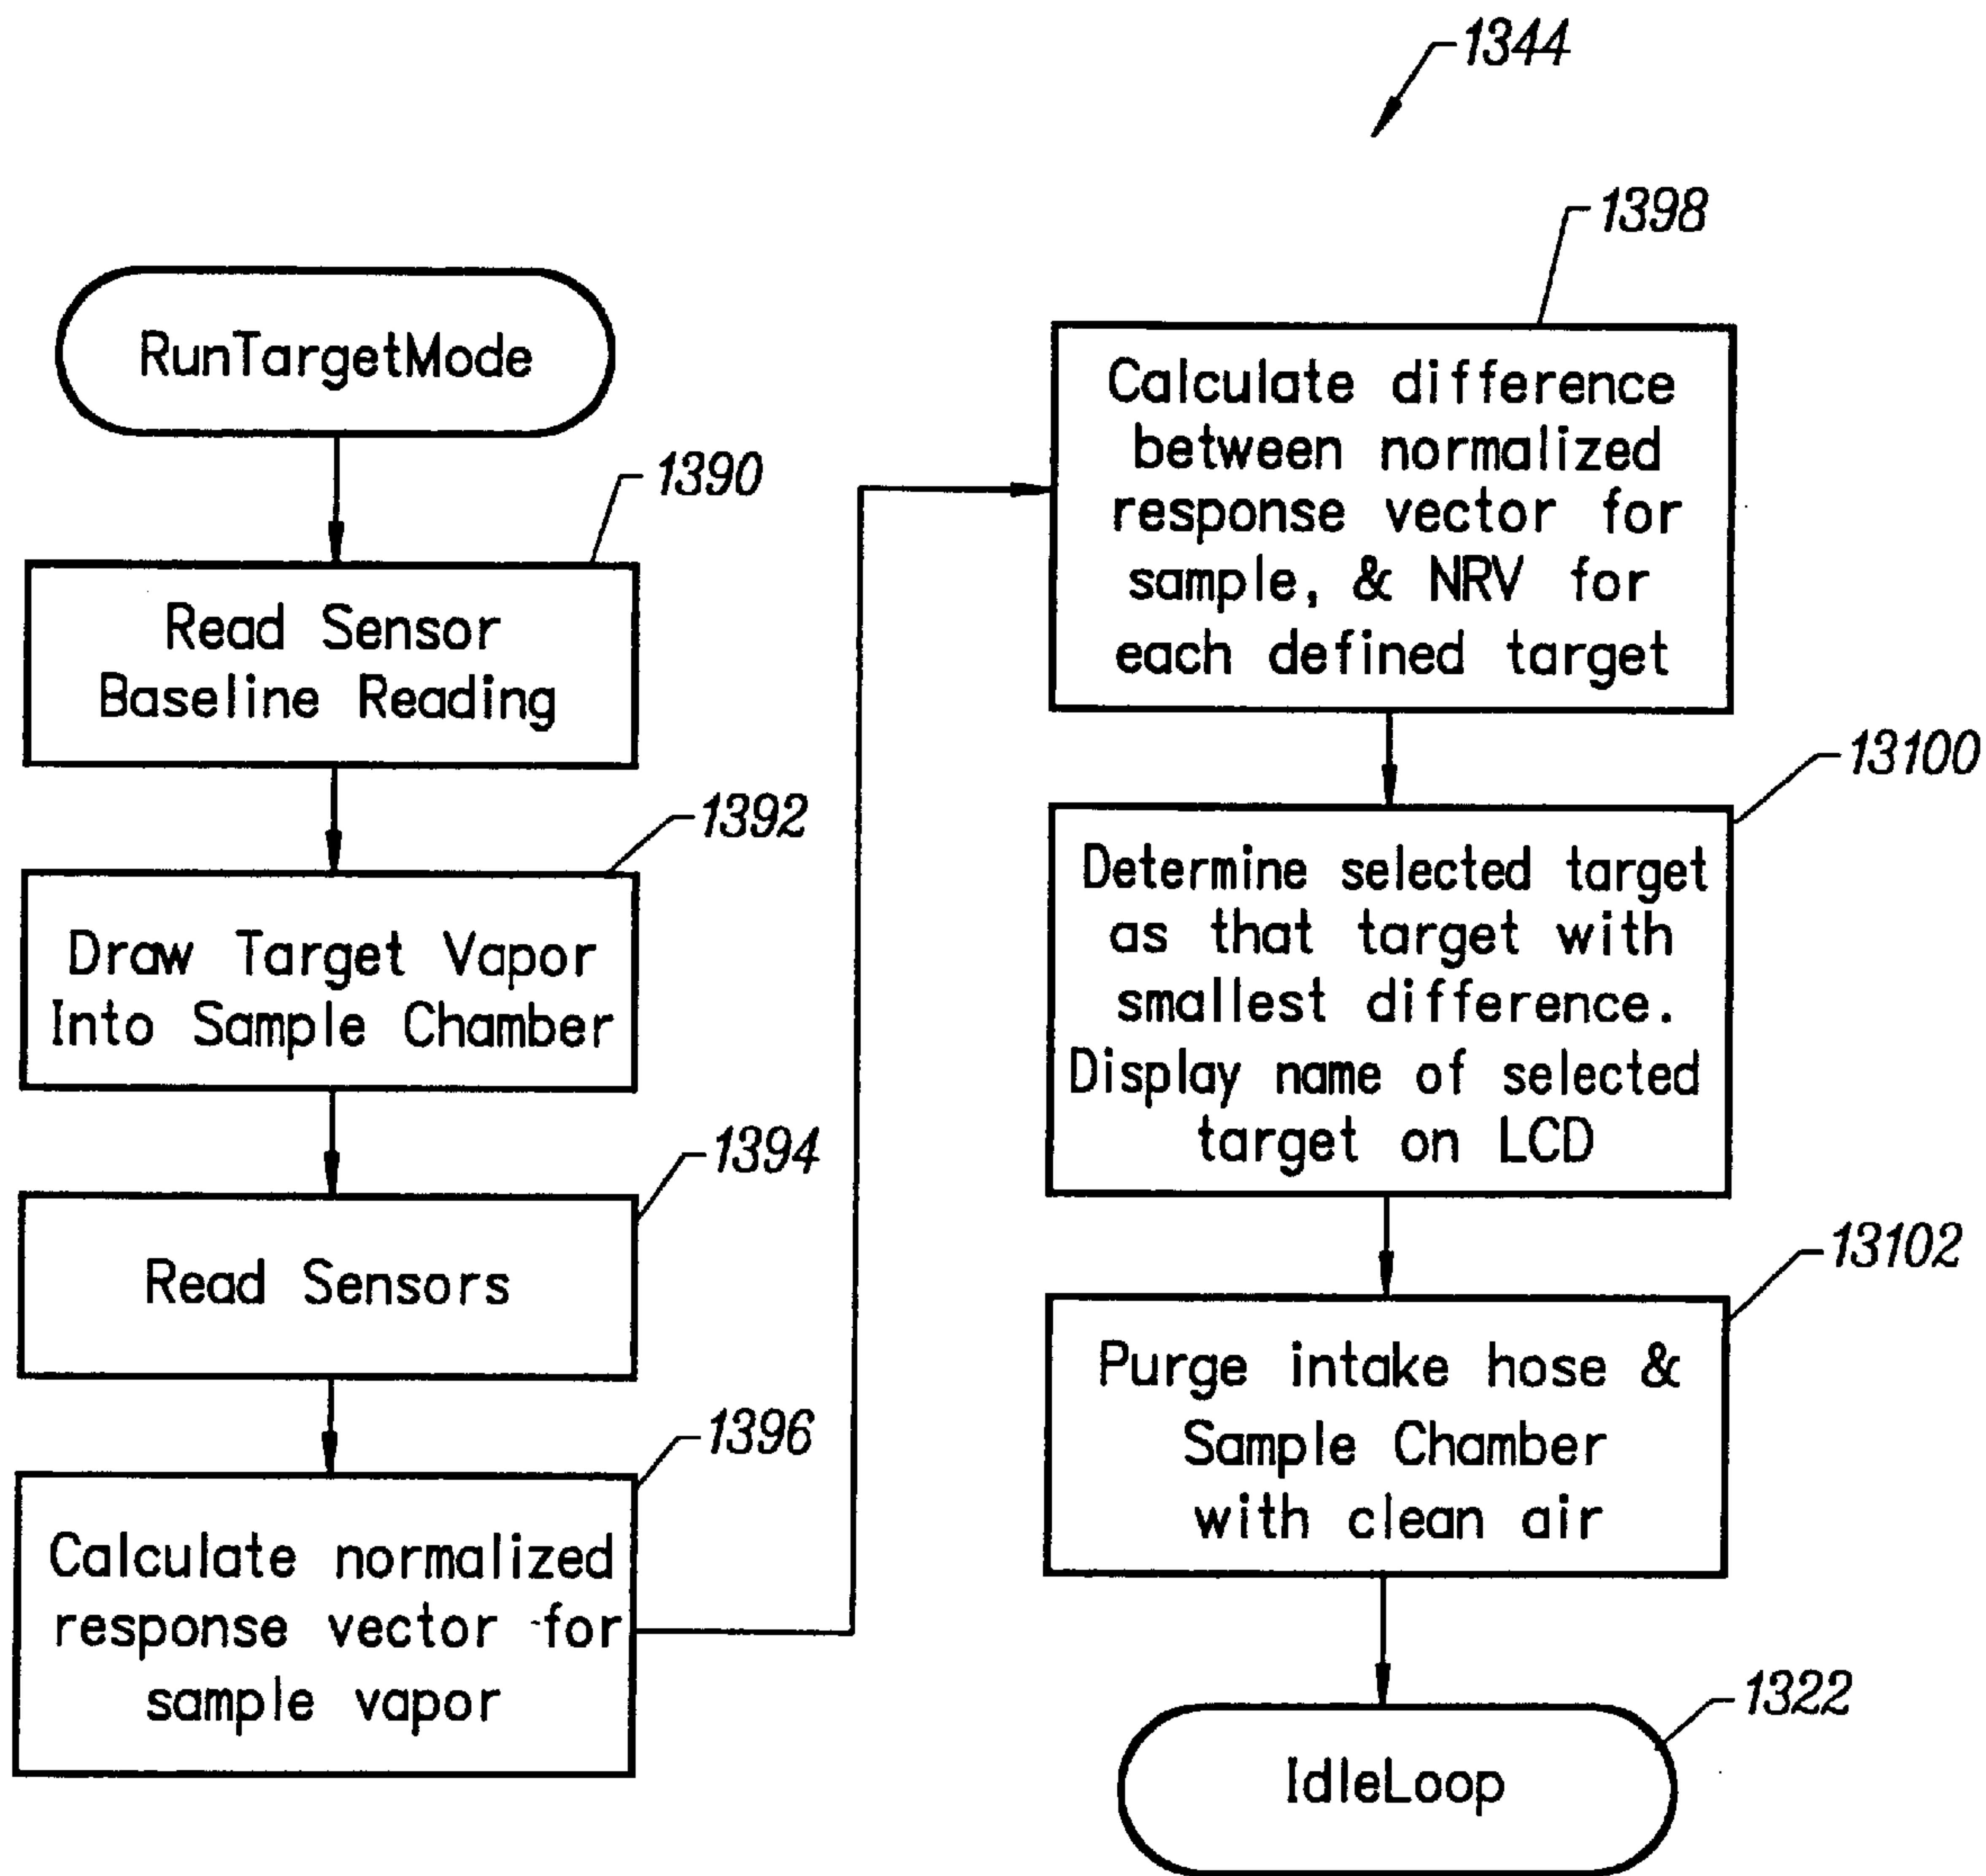 1344
RunTargetMode
1390
Read Sensor
Baseline Reading
1392
Draw Target Vapor
Into Sample Chamber
1394
Read Sensors
1396
Calculate normalized
response vector for
sample vapor
1398
Calculate difference
between normalized
response vector for
sample, & NRV for
each defined target
13100
Determine selected target
as that target with
smallest difference.
Display name of selected
target on LCD
13102
Purge intake hose &
Sample Chamber
with clean air
1322
IdleLoop